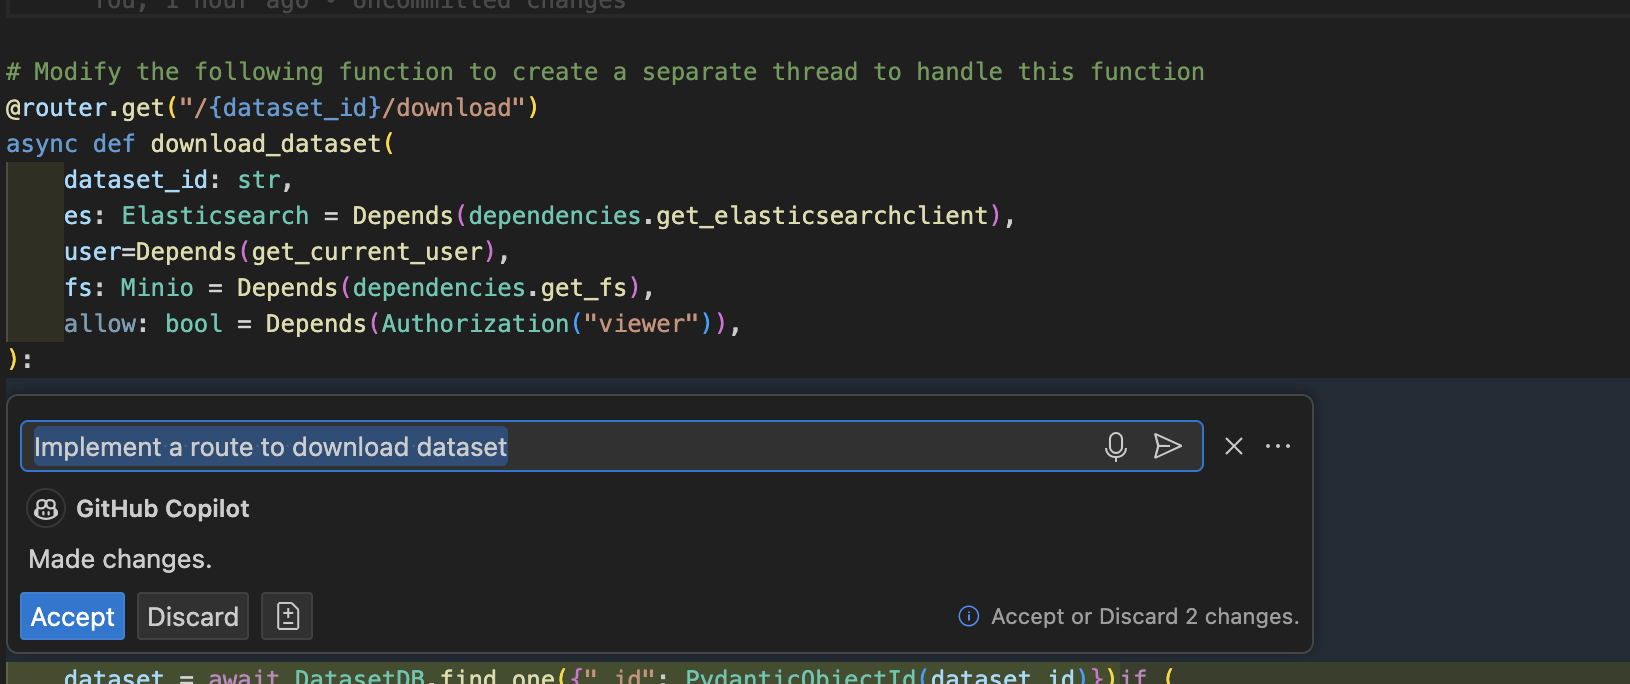 You, 1 hour ago • Uncommitted changes
# Modify the following function to create a separate thread to handle this function
@router.get("/{dataset_id}/download")
async def download_dataset(
    dataset_id: str,
    es: Elasticsearch = Depends(dependencies.get_elasticsearchclient),
    user=Depends(get_current_user),
    fs: Minio = Depends(dependencies.get_fs),
    allow: bool = Depends(Authorization("viewer")),
):
Implement a route to download dataset
GitHub Copilot
Made changes.
Accept Discard Accept or Discard 2 changes.
    dataset = await DatasetDB.find_one({"_id": PydanticObjectId(dataset_id)})if (